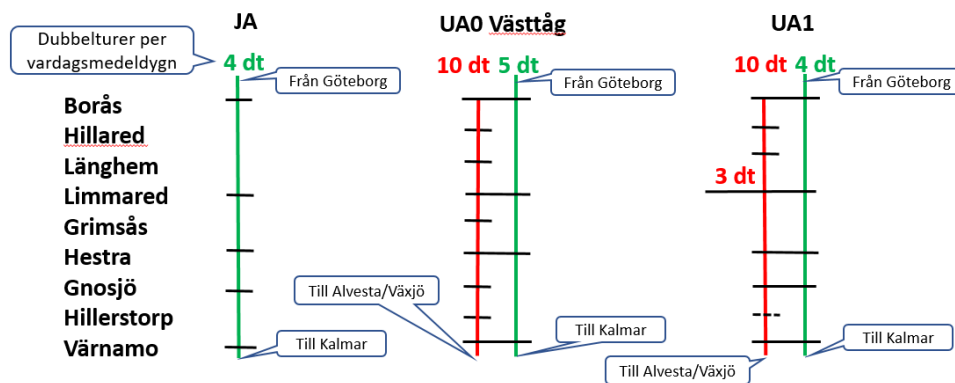 JA
UA0 Västtåg
UA1
Dubbelturer per
vardagsmedeldygn
4 dt
10 dt 5 dt
10 dt 4 dt
Från Göteborg
Från Göteborg
Från Göteborg
Borås
Hillared
Länghem
3 dt
Limmared
Grimsås
Hestra
Gnosjö
Till Alvesta/Växjö
Hillerstorp
Värnamo
Till Kalmar
Till Kalmar
Till Kalmar
Till Alvesta/Växjö